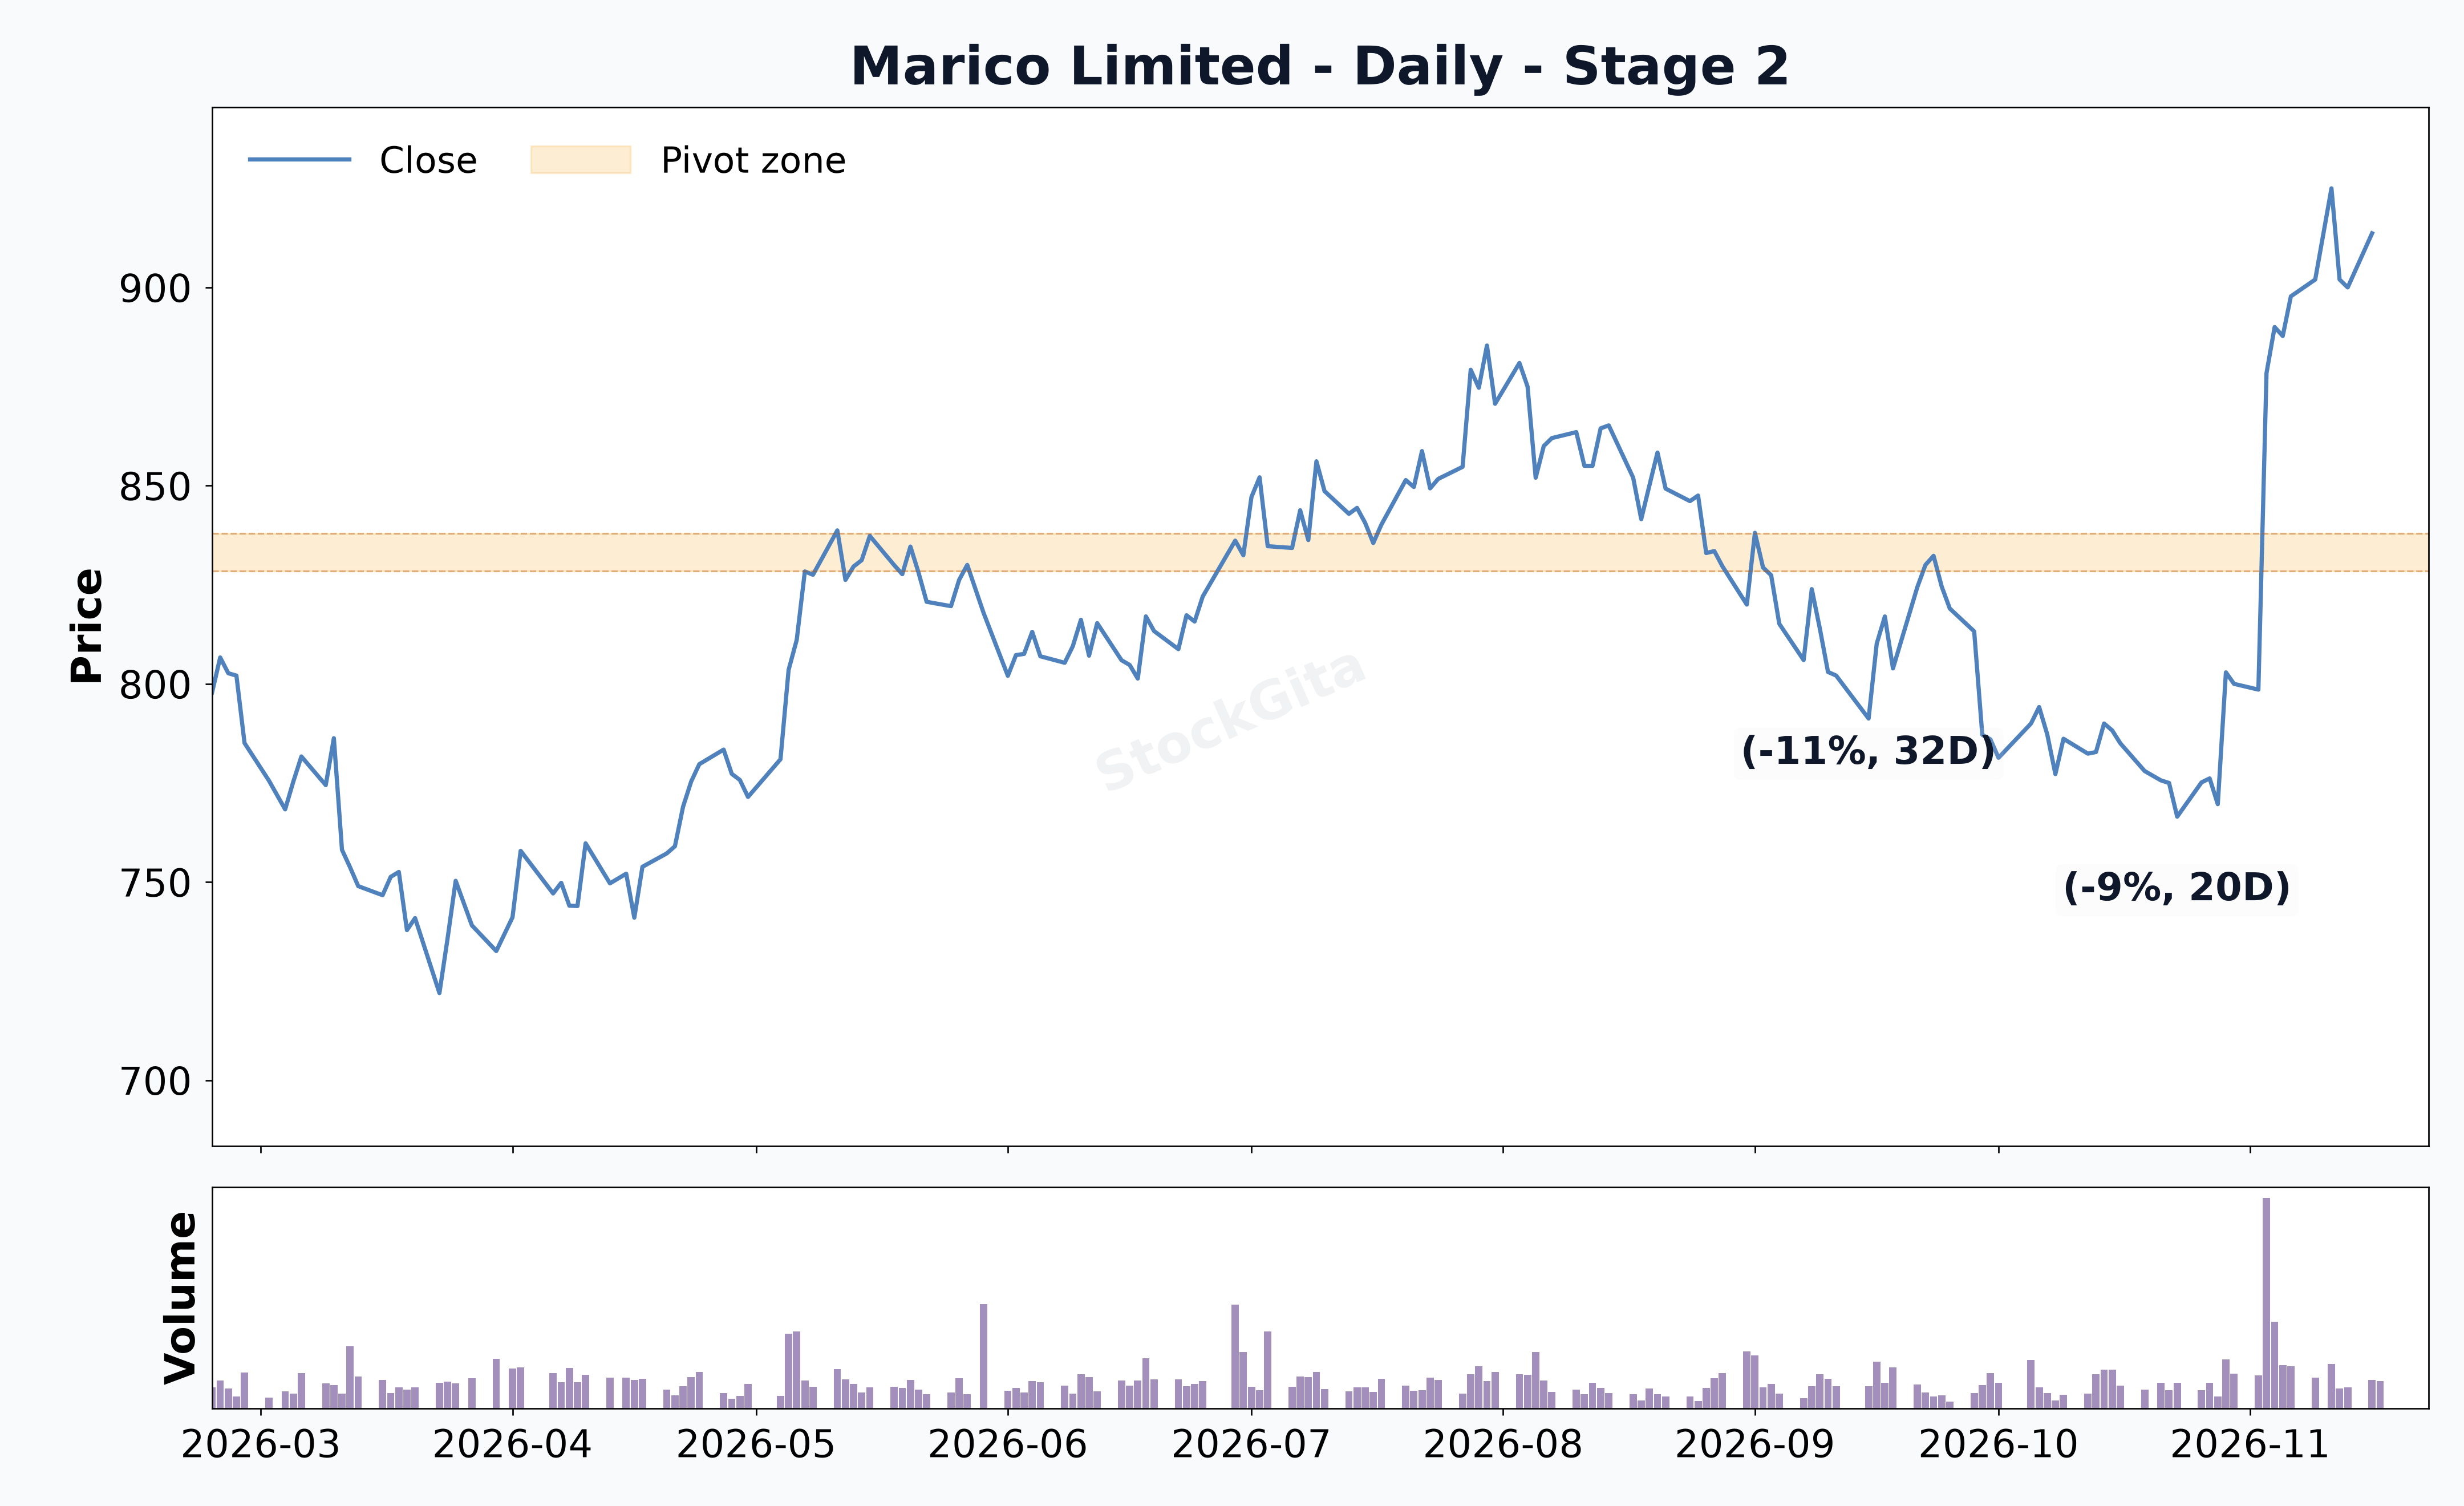 Marico Limited - Daily - Stage 2
Close
Pivot zone
Price
900
850
800
750
700
StockGita
(-11%, 32D)
(-9%, 20D)
Volume
2026-03
2026-04
2026-05
2026-06
2026-07
2026-08
2026-09
2026-10
2026-11